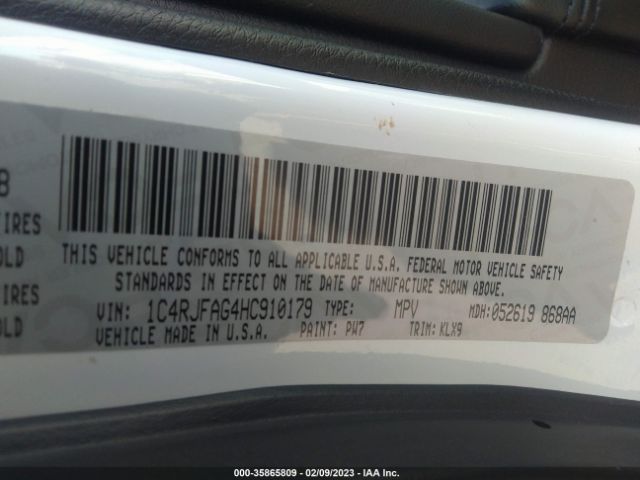 8
IRES
OLD
IRES
OLD
THIS VEHICLE CONFORMS TO ALL APPLICABLE U.S.A. FEDERAL MOTOR VEHICLE SAFETY
STANDARDS IN EFFECT ON THE DATE OF MANUFACTURE SHOWN ABOVE.
VIN: 1C4RJFAG4HC910179 TYPE: MPV MDH:052619 868AA
VEHICLE MADE IN U.S.A. PAINT: PW7 TRIM: KLX9
000-35865809 - 02/09/2023 - IAA Inc.